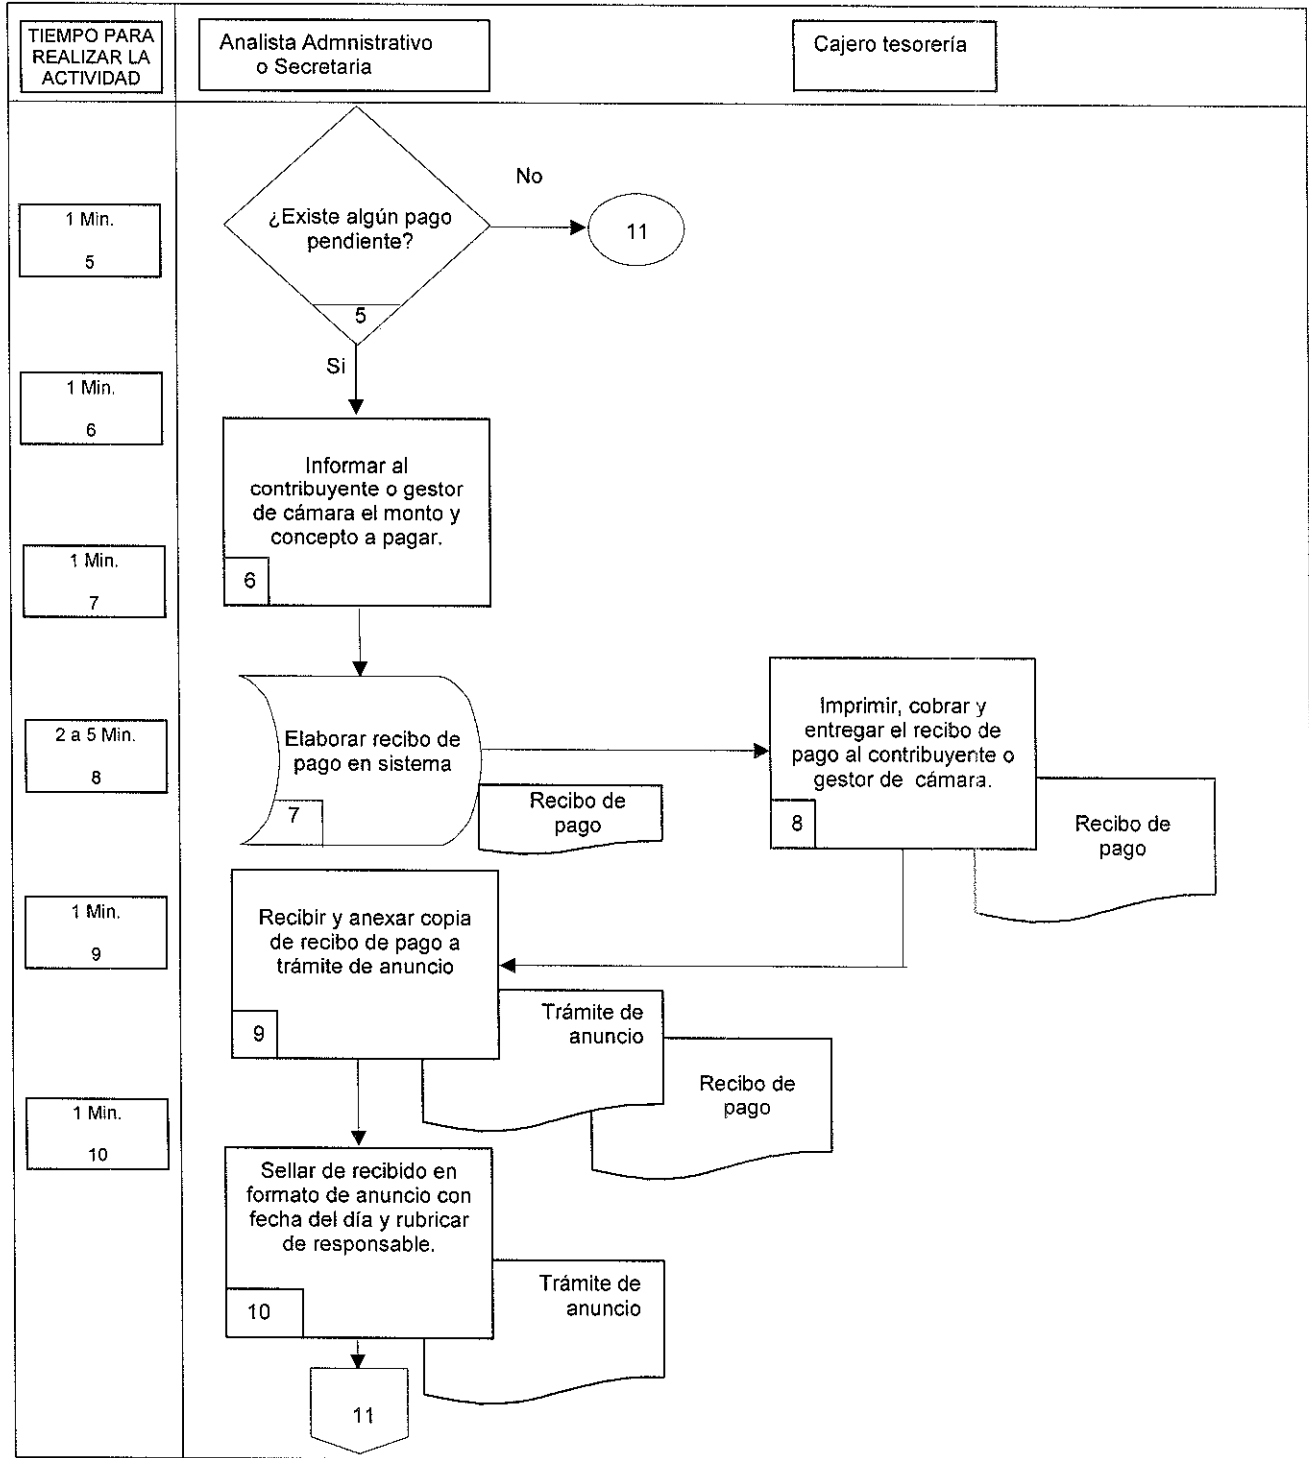 TIEMPO PARA
REALIZAR LA
ACTIVIDAD
Analista Admnistrativo
o Secretaria
Cajero tesorería
1 Min.
5
¿Existe algún pago
pendiente?
5
No
11
Si
1 Min.
6
Informar al
contribuyente o gestor
de cámara el monto y
concepto a pagar.
6
1 Min.
7
Elaborar recibo de
pago en sistema
7
Recibo de
pago
2 a 5 Min.
8
Imprimir, cobrar y
entregar el recibo de
pago al contribuyente o
gestor de cámara.
8
Recibo de
pago
1 Min.
9
Recibir y anexar copia
de recibo de pago a
trámite de anuncio
9
Trámite de
anuncio
Recibo de
pago
1 Min.
10
Sellar de recibido en
formato de anuncio con
fecha del día y rubricar
de responsable.
10
Trámite de
anuncio
11